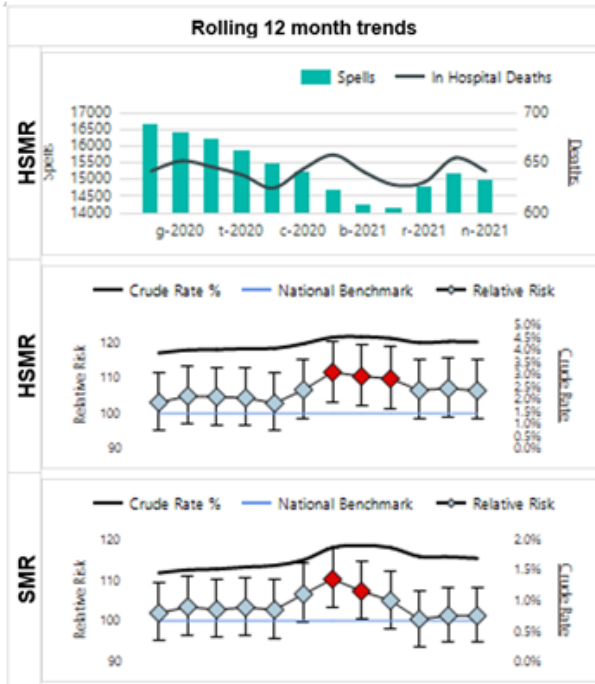 Rolling 12 month trends
HSMR
Spells In Hospital Deaths
Spells
17000
16500
16000
15500
15000
14500
14000
700
650
600
Deaths
g-2020 t-2020 c-2020 b-2021 r-2021 n-2021
HSMR
Crude Rate % National Benchmark Relative Risk
Relative Risk
120
110
100
90
5.0%
4.5%
4.0%
3.5%
3.0%
2.5%
2.0%
1.5%
1.0%
0.5%
0.0%
Crude Rate
SMR
Crude Rate % National Benchmark Relative Risk
Relative Risk
120
110
100
90
2.0%
1.5%
1.0%
0.5%
0.0%
Crude Rate